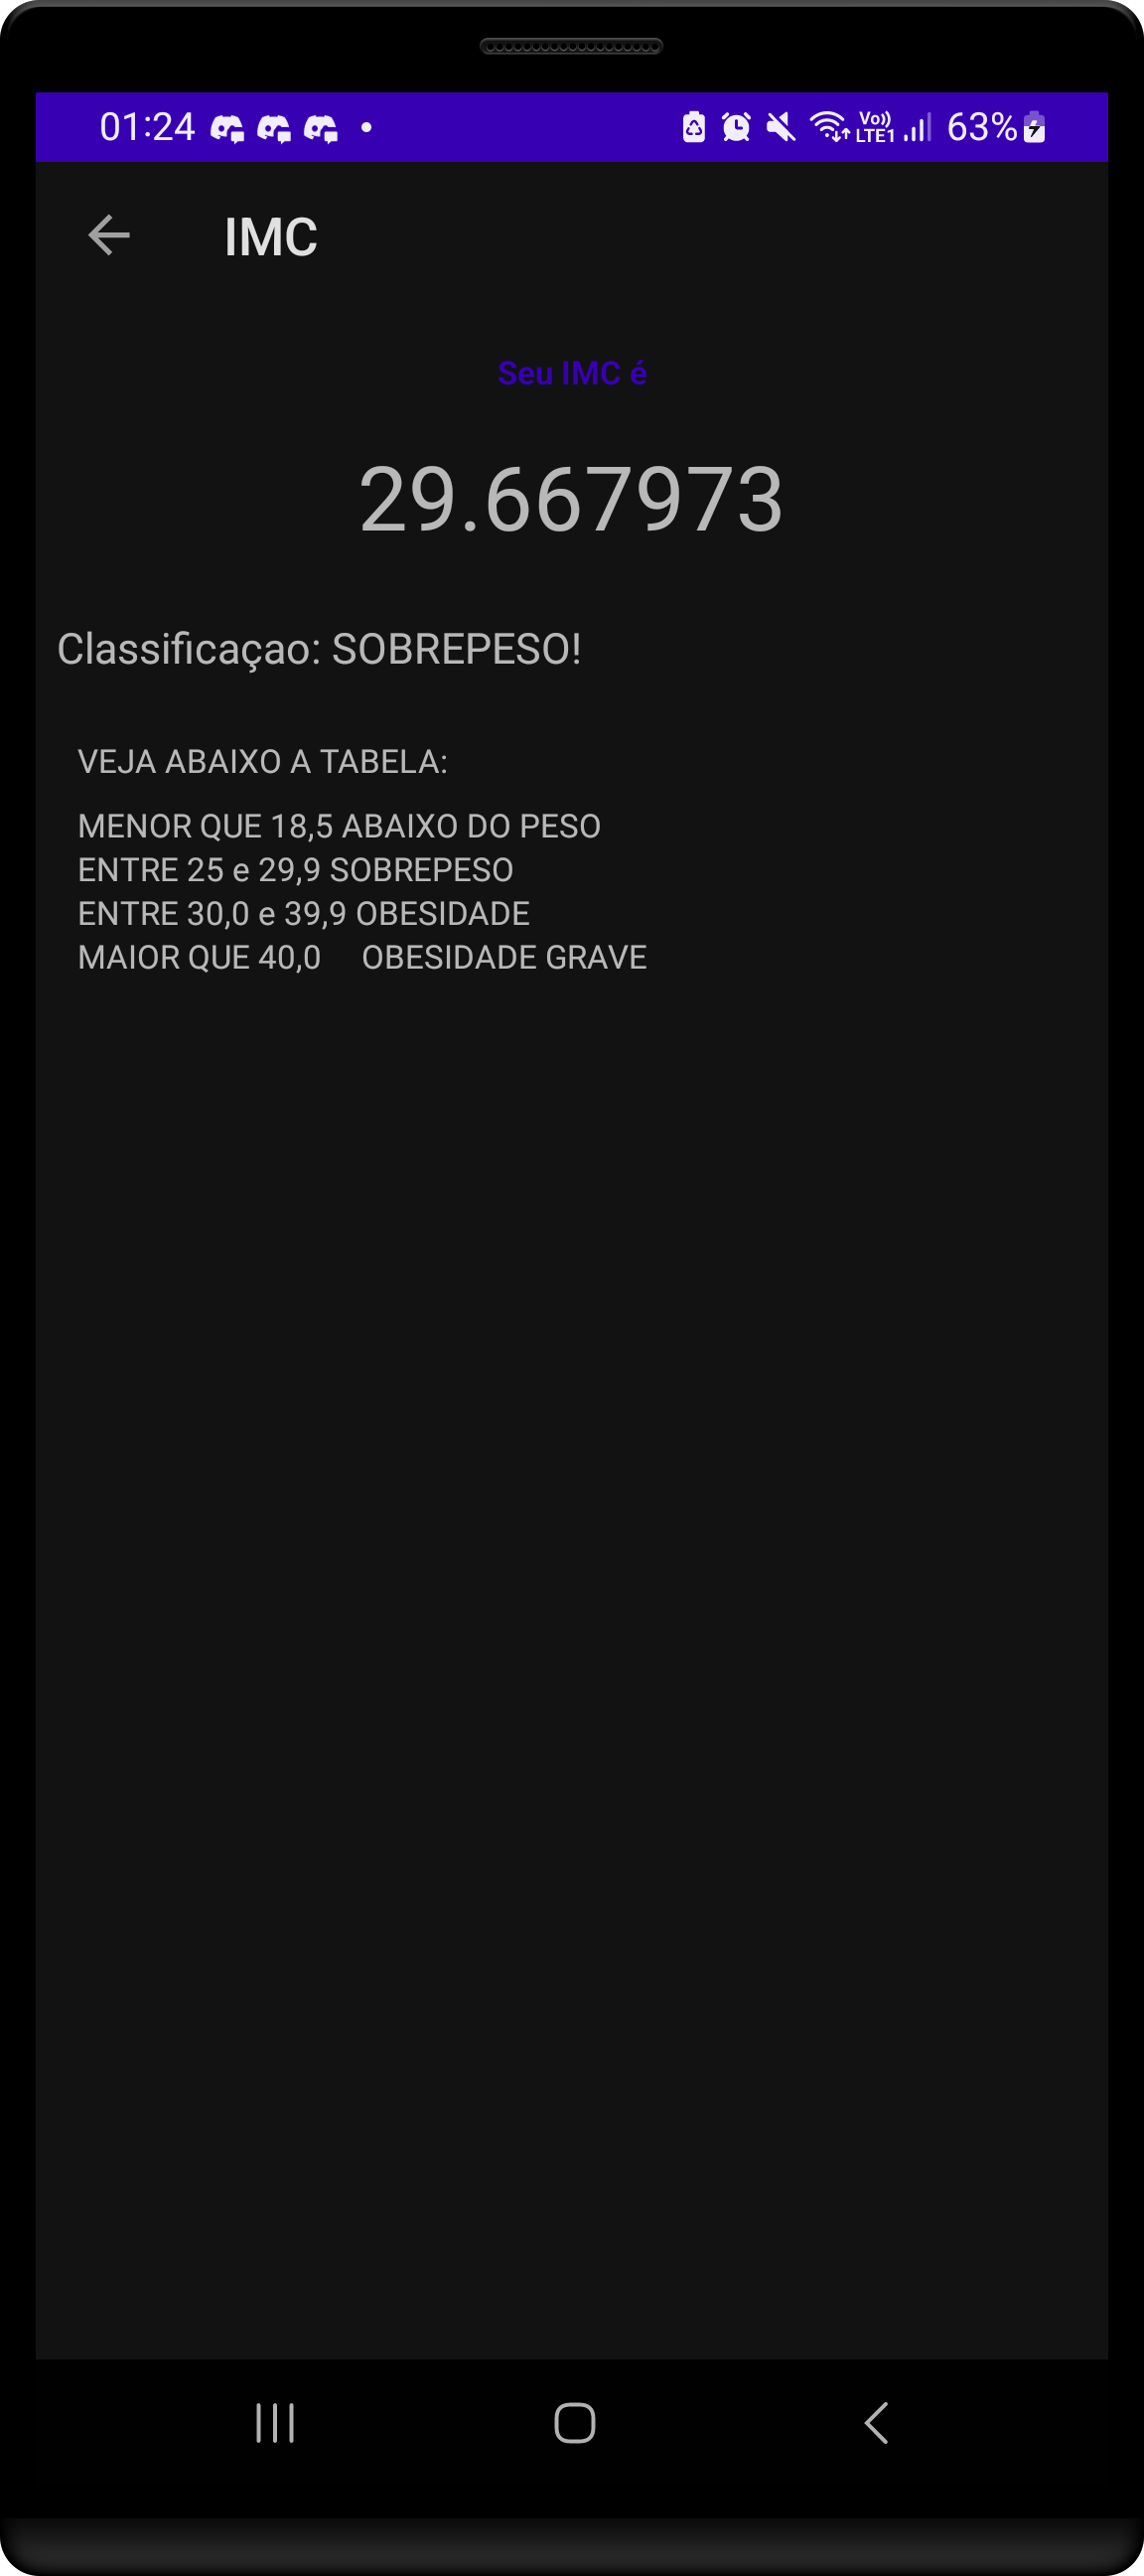 01:24
Vo)) LTE1 63%
IMC
Seu IMC é
29.667973
Classificaçao: SOBREPESO!
VEJA ABAIXO A TABELA:
MENOR QUE 18,5 ABAIXO DO PESO
ENTRE 25 e 29,9 SOBREPESO
ENTRE 30,0 e 39,9 OBESIDADE
MAIOR QUE 40,0 OBESIDADE GRAVE